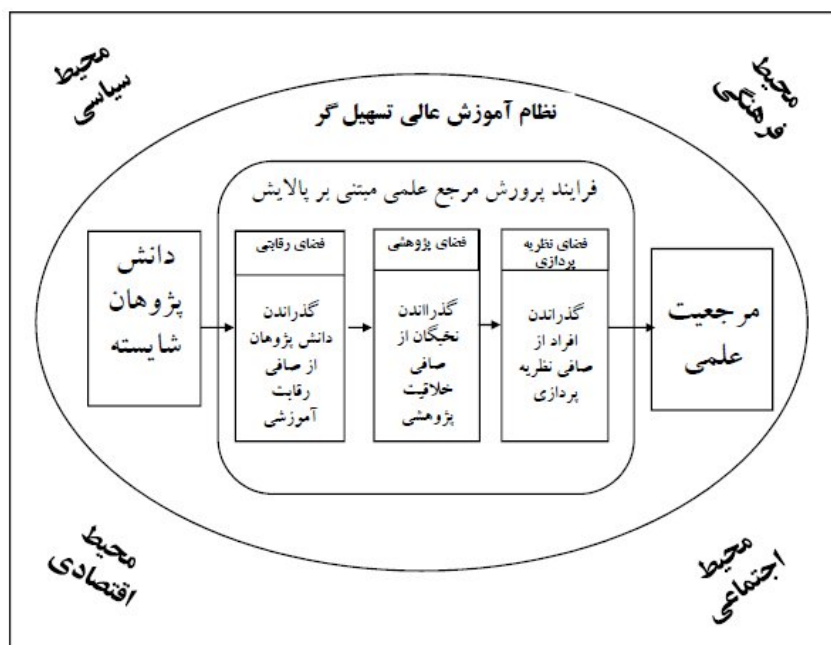 محیط
سیاسی
محیط
فرهنگی
نظام آموزش عالی تسهیل گر
فرایند پرورش مرجع علمی مبتنی بر پالایش
دانش
پژوهان
شایسته
فضای رقابتی
گذراندن
دانش پژوهان
از صافی
رقابت
آموزشی
فضای پژوهشی
گذرااندن
نخبگان از
صافی
خلاقیت
پژوهشی
فضای نظریه
پردازی
گذراندن
افراد از
صافی نظریه
پردازی
مرجعیت
علمی
محیط
اقتصادی
محیط
اجتماعی